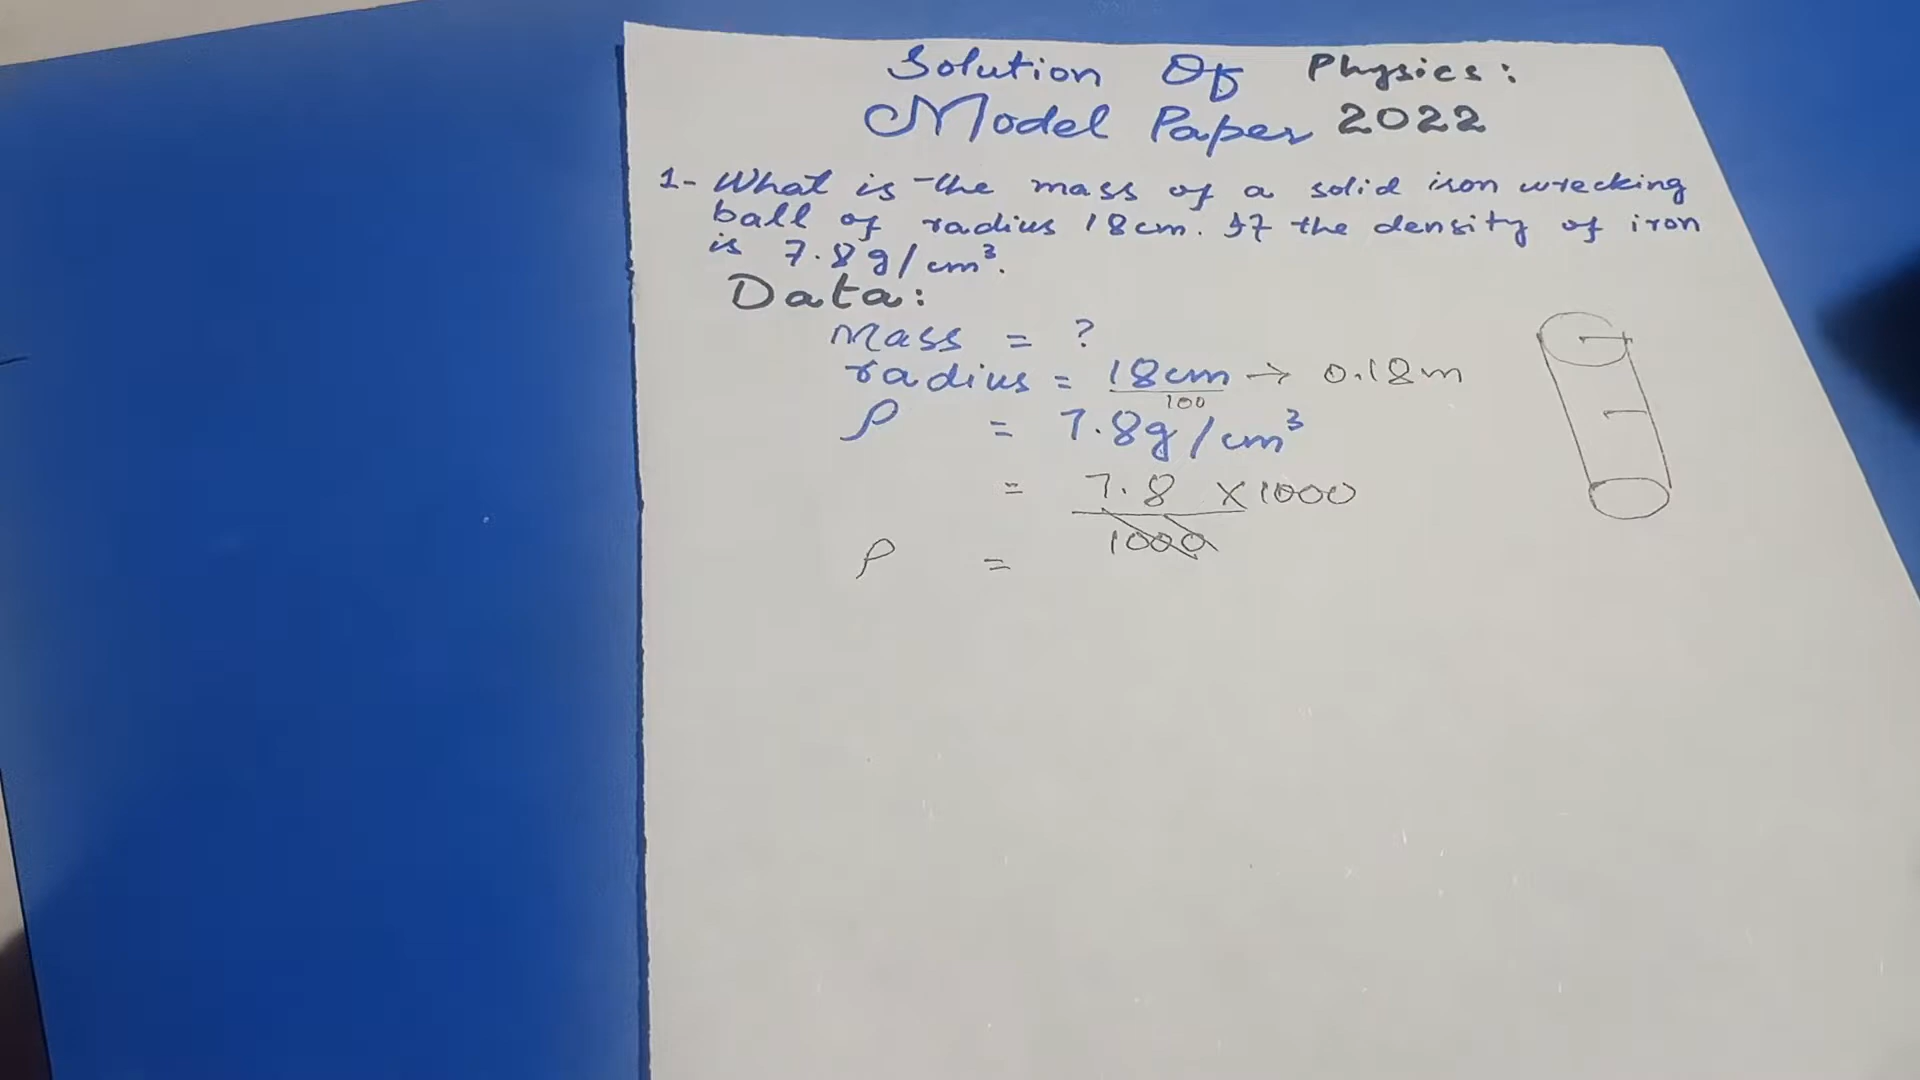 Solution Of Physics:
Model Paper 2022
1- What is the mass of a solid iron wrecking
ball of radius 18cm. If the density of iron
is 7.8g/cm³.
Data:
Mass = ?
radius = 18cm/100 → 0.18m
ρ = 7.8g/cm³
= 7.8 × 1000
1000
ρ =